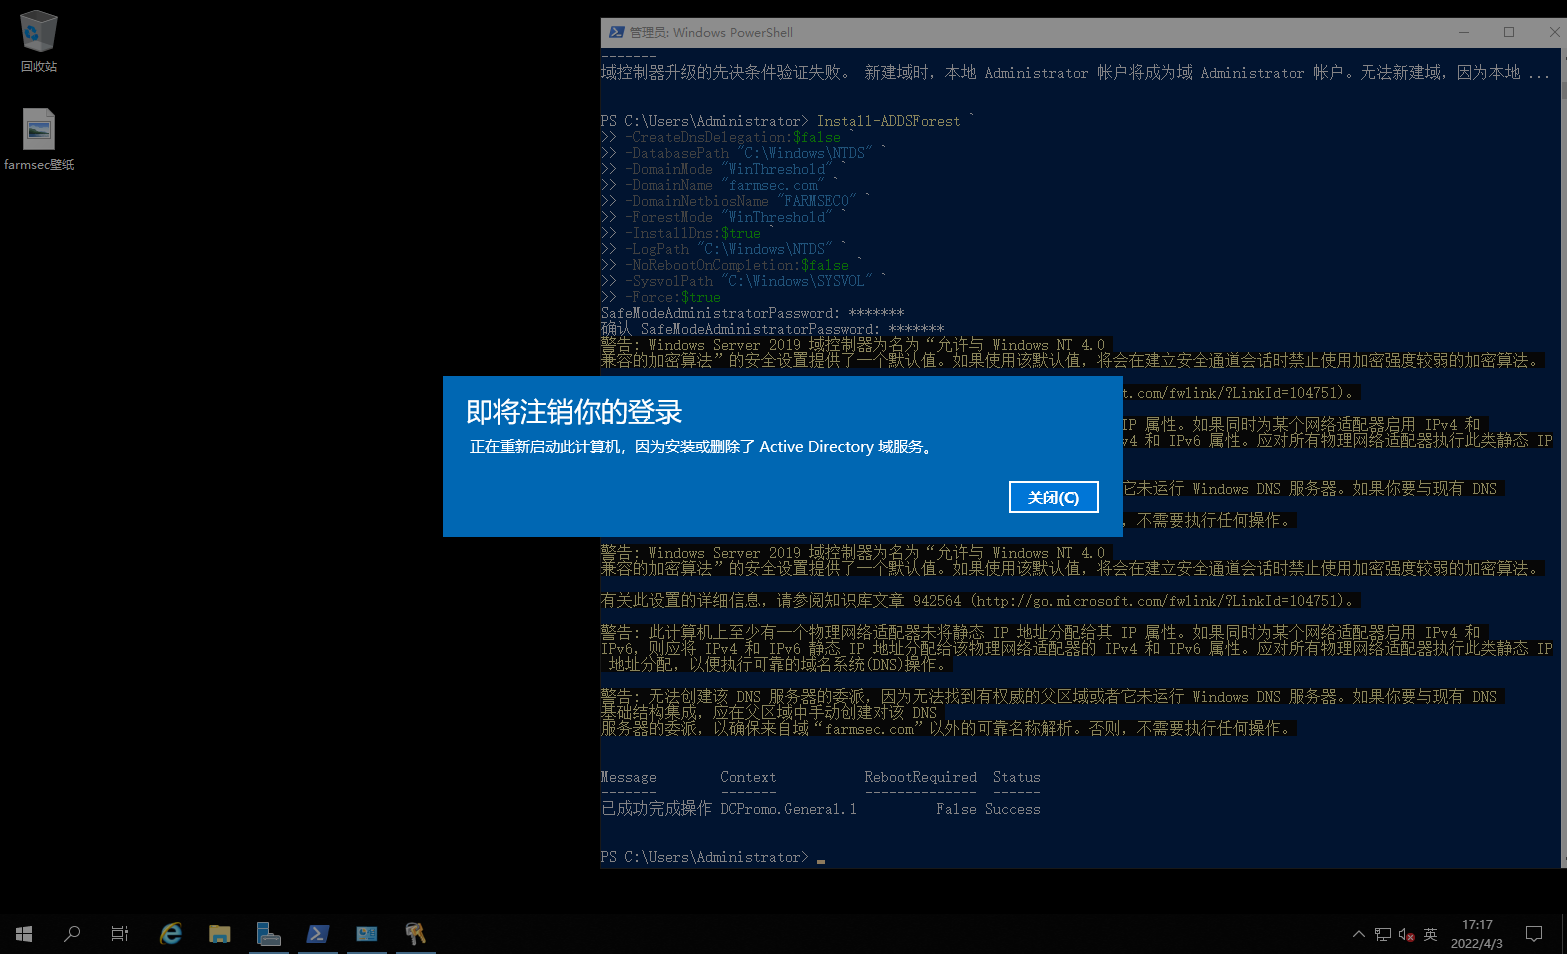 回收站
farmsec壁纸
管理员: Windows PowerShell
-------
域控制器升级的先决条件验证失败。 新建域时，本地 Administrator 帐户将成为域 Administrator 帐户。无法新建域，因为本地 ...
PS C:\Users\Administrator> Install-ADDSForest `
>> -CreateDnsDelegation:$false `
>> -DatabasePath "C:\Windows\NTDS" `
>> -DomainMode "WinThreshold" `
>> -DomainName "farmsec.com" `
>> -DomainNetbiosName "FARMSEC0" `
>> -ForestMode "WinThreshold" `
>> -InstallDns:$true `
>> -LogPath "C:\Windows\NTDS" `
>> -NoRebootOnCompletion:$false `
>> -SysvolPath "C:\Windows\SYSVOL" `
>> -Force:$true
SafeModeAdministratorPassword: *******
确认 SafeModeAdministratorPassword: *******
警告: Windows Server 2019 域控制器为名为“允许与 Windows NT 4.0
兼容的加密算法”的安全设置提供了一个默认值。如果使用该默认值，将会在建立安全通道会话时禁止使用加密强度较弱的加密算法。
t.com/fwlink/?LinkId=104751)。
IP 属性。如果同时为某个网络适配器启用 IPv4 和
v4 和 IPv6 属性。应对所有物理网络适配器执行此类静态 IP
它未运行 Windows DNS 服务器。如果你要与现有 DNS
，不需要执行任何操作。
即将注销你的登录
正在重新启动此计算机，因为安装或删除了 Active Directory 域服务。
关闭(C)
警告: Windows Server 2019 域控制器为名为“允许与 Windows NT 4.0
兼容的加密算法”的安全设置提供了一个默认值。如果使用该默认值，将会在建立安全通道会话时禁止使用加密强度较弱的加密算法。
有关此设置的详细信息，请参阅知识库文章 942564 (http://go.microsoft.com/fwlink/?LinkId=104751)。
警告: 此计算机上至少有一个物理网络适配器未将静态 IP 地址分配给其 IP 属性。如果同时为某个网络适配器启用 IPv4 和
IPv6，则应将 IPv4 和 IPv6 静态 IP 地址分配给该物理网络适配器的 IPv4 和 IPv6 属性。应对所有物理网络适配器执行此类静态 IP
地址分配，以便执行可靠的域名系统(DNS)操作。
警告: 无法创建该 DNS 服务器的委派，因为无法找到有权威的父区域或者它未运行 Windows DNS 服务器。如果你要与现有 DNS
基础结构集成，应在父区域中手动创建对该 DNS
服务器的委派，以确保来自域“farmsec.com”以外的可靠名称解析。否则，不需要执行任何操作。
Message Context RebootRequired Status
------- ------- -------------- ------
已成功完成操作 DCPromo.General.1 False Success
PS C:\Users\Administrator>
英
17:17
2022/4/3